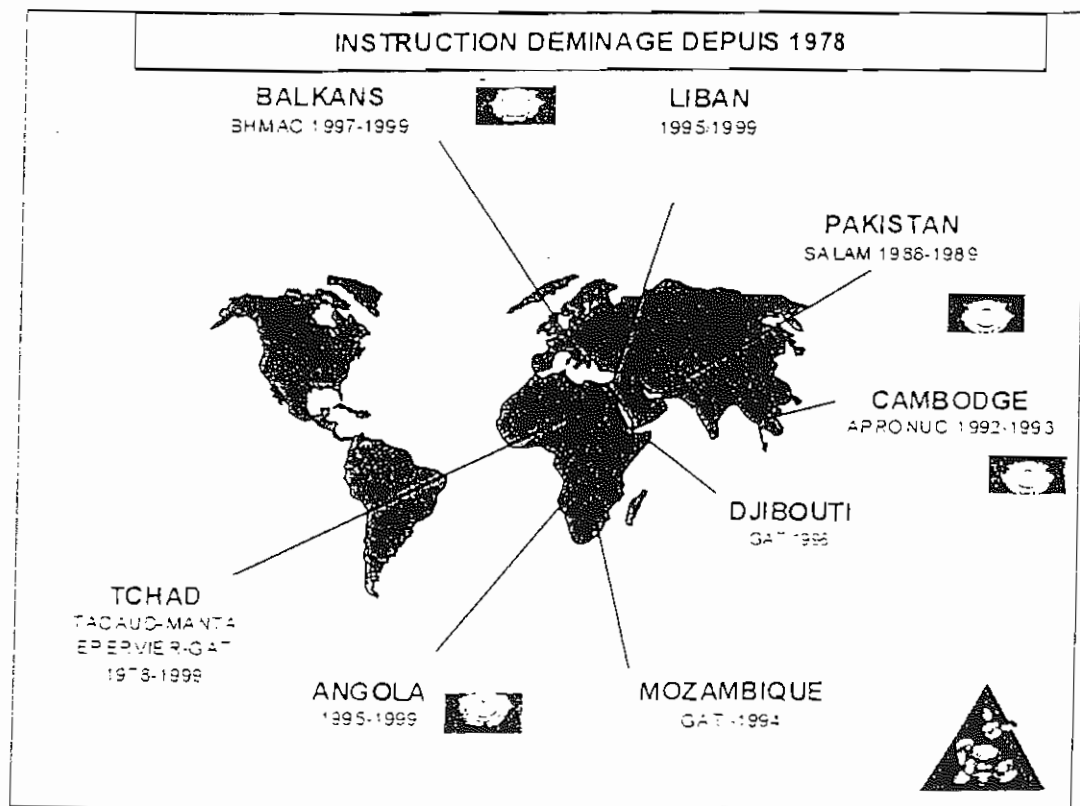 INSTRUCTION DEMINAGE DEPUIS 1978
BALKANS
BHMAC 1997-1999
LIBAN
1995-1999
PAKISTAN
SALAM 1988-1989
CAMBODGE
APRONUC 1992-1993
DJIBOUTI
GAT
TCHAD
TACAUD-MANTA
EPERVIER-GAT
1978-1999
ANGOLA
1995-1999
MOZAMBIQUE
GAT -1994